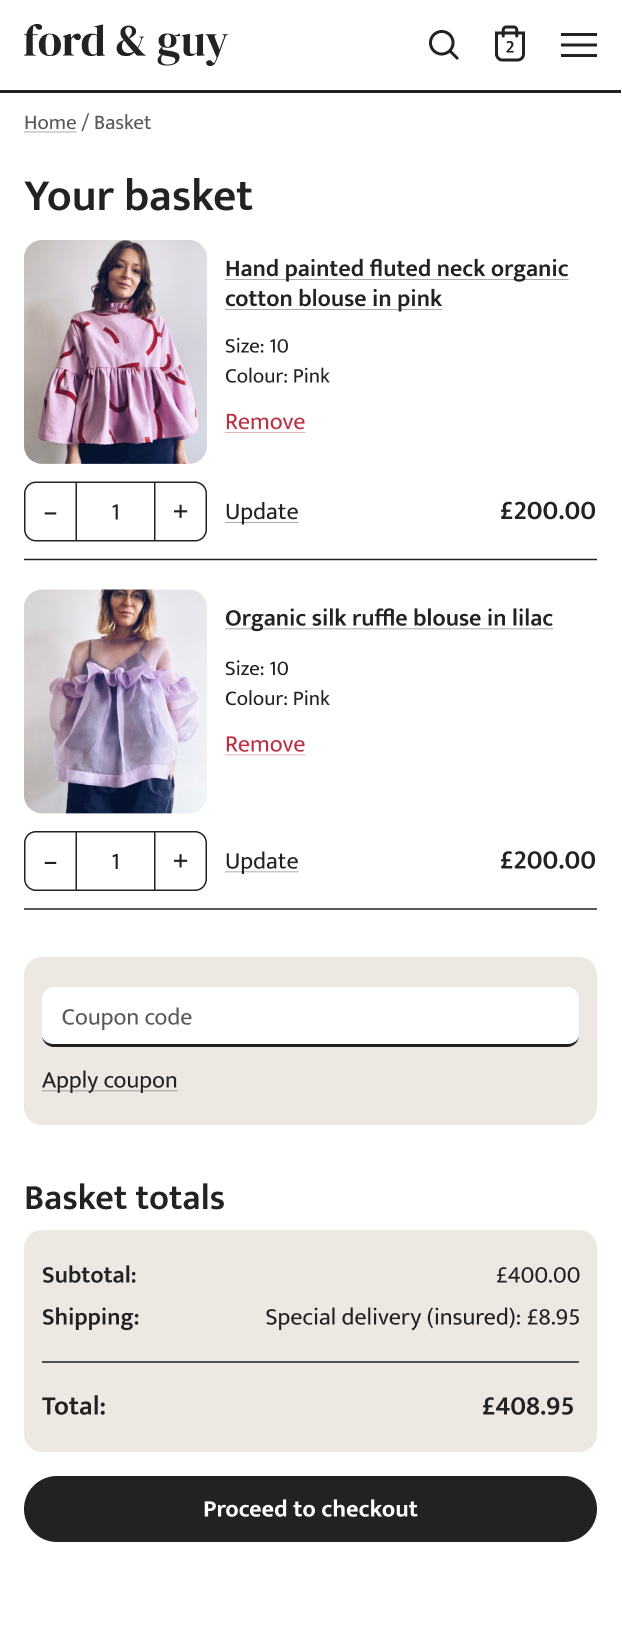 ford & guy
2
Home / Basket
Your basket
Hand painted fluted neck organic
cotton blouse in pink
Size: 10
Colour: Pink
Remove
– 1 + Update £200.00
Organic silk ruffle blouse in lilac
Size: 10
Colour: Pink
Remove
– 1 + Update £200.00
Coupon code
Apply coupon
Basket totals
Subtotal: £400.00
Shipping: Special delivery (insured): £8.95
Total: £408.95
Proceed to checkout